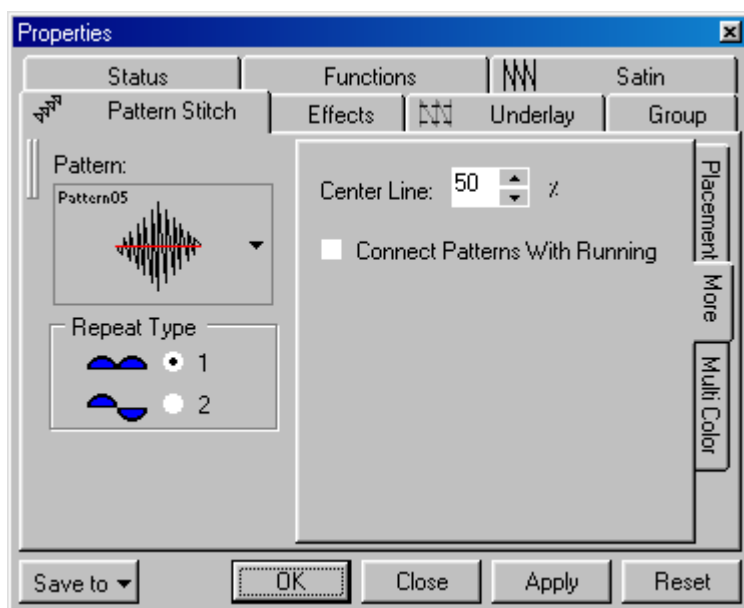 Properties
Status
Functions
Satin
Pattern Stitch
Effects
Underlay
Group
Pattern:
Pattern05
Repeat Type
1
2
Center Line: 50 %
Connect Patterns With Running
Placement
More
Multi Color
Save to
OK
Close
Apply
Reset